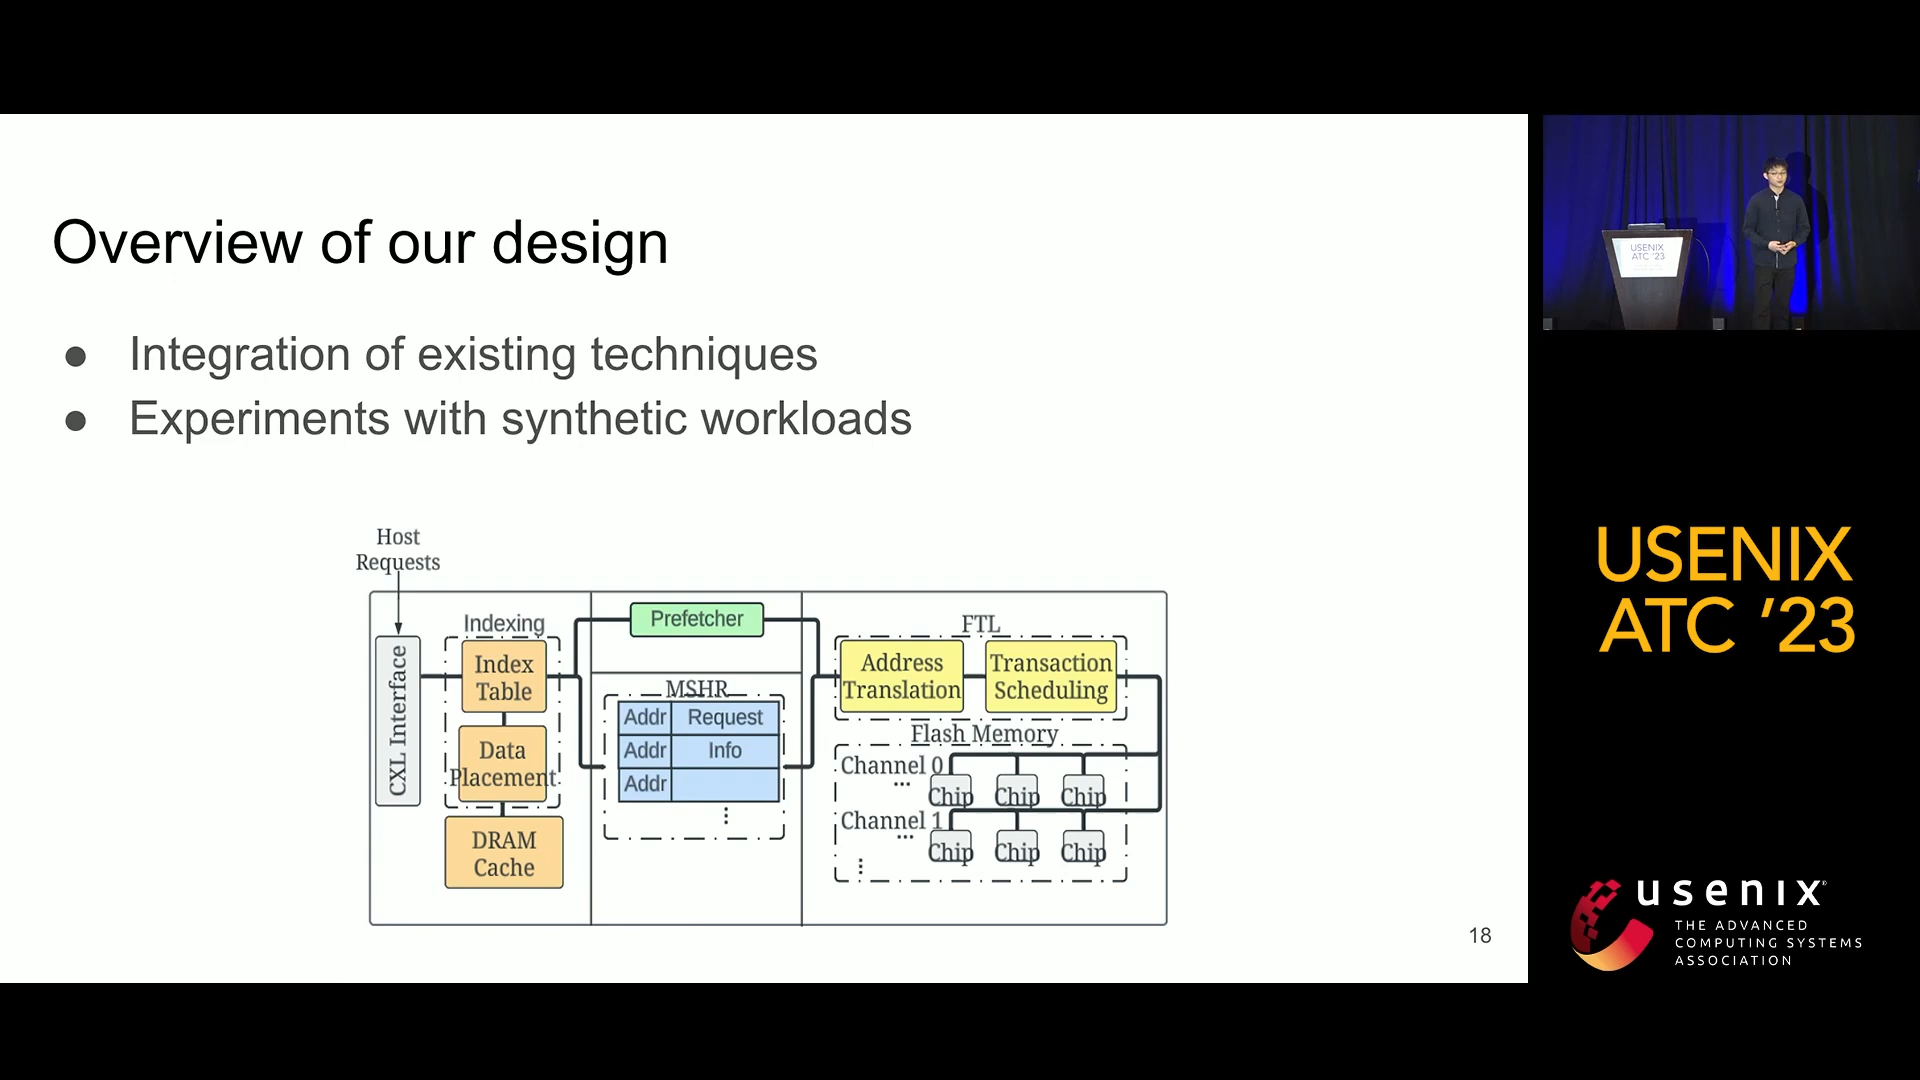 Overview of our design
● Integration of existing techniques
● Experiments with synthetic workloads
Host
Requests
CXL Interface
Indexing
Index
Table
Data
Placement
DRAM
Cache
Prefetcher
MSHR
Addr Request
Addr Info
Addr
FTL
Address
Translation
Transaction
Scheduling
Flash Memory
Channel 0
...
Chip Chip Chip
Channel 1
...
Chip Chip Chip
18
USENIX
ATC '23
USENIX
ATC ’23
usenix
THE ADVANCED
COMPUTING SYSTEMS
ASSOCIATION